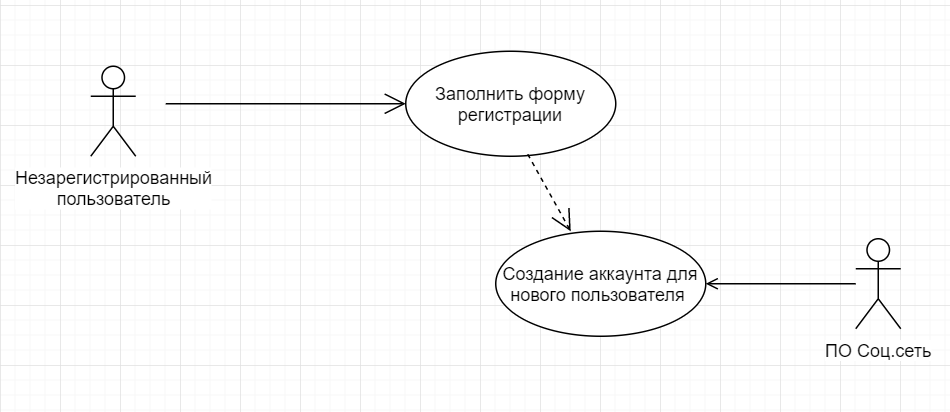 Заполнить форму
регистрации
Незарегистрированный
пользователь
Создание аккаунта для
нового пользователя
ПО Соц.сеть